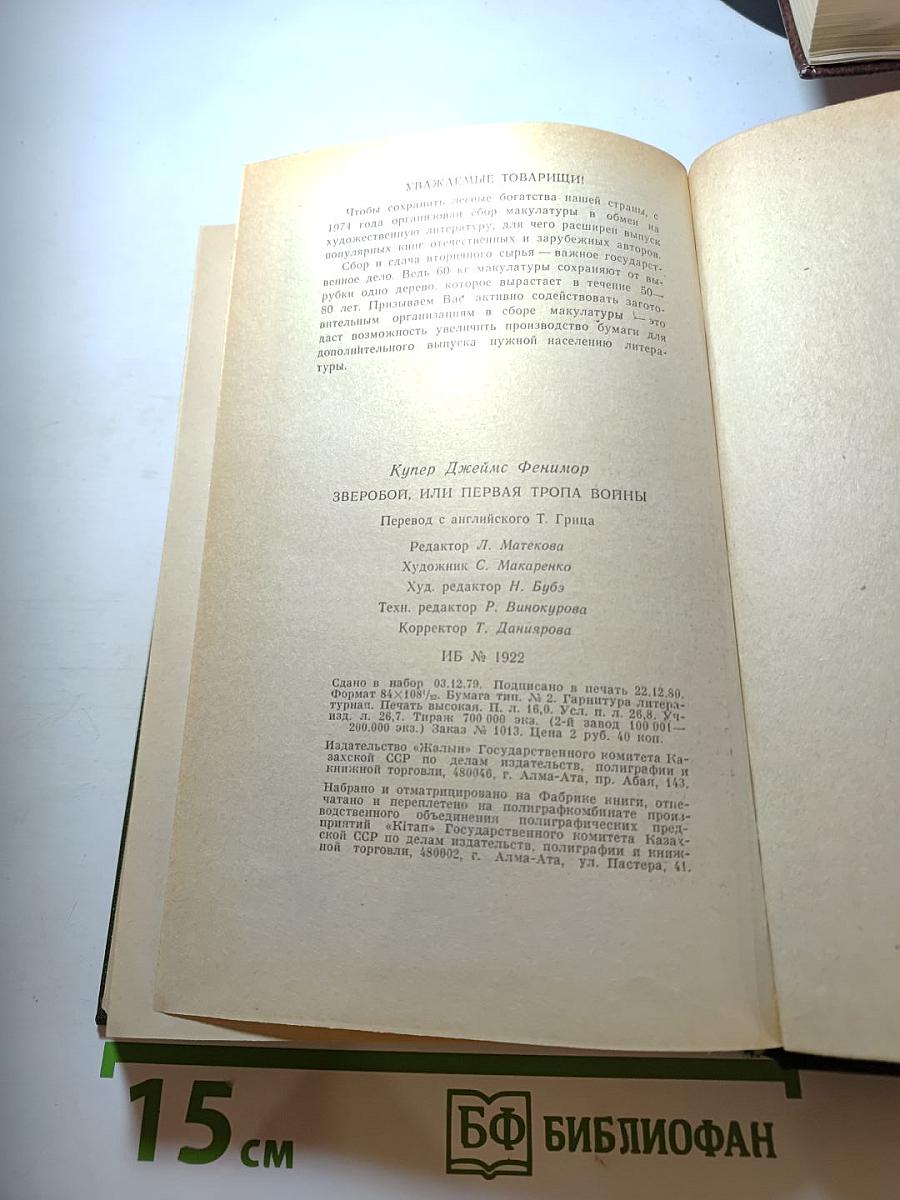 УВАЖАЕМЫЕ ТОВАРИЩИ!
Чтобы сохранить лесные богатства нашей страны, с
1974 года организован сбор макулатуры в обмен на
художественную литературу, для чего расширен выпуск
популярных книг отечественных и зарубежных авторов.
Сбор и сдача вторичного сырья — важное государст-
венное дело. Ведь 60 кг макулатуры сохраняют от вы-
рубки одно дерево, которое вырастает в течение 50—
80 лет. Призываем Вас активно содействовать загото-
вительным организациям в сборе макулатуры — это
даст возможность увеличить производство бумаги для
дополнительного выпуска нужной населению литера-
туры.
Купер Джеймс Фенимор
ЗВЕРОБОЙ, ИЛИ ПЕРВАЯ ТРОПА ВОЙНЫ
Перевод с английского Т. Грица
Редактор Л. Матекова
Художник С. Макаренко
Худ. редактор Н. Бубэ
Техн. редактор Р. Винокурова
Корректор Т. Даниярова
ИБ № 1922
Сдано в набор 03.12.79. Подписано в печать 22.12.80.
Формат 84×108¹/₃₂. Бумага тип. № 2. Гарнитура литера-
турная. Печать высокая. П. л. 16,0. Усл. п. л. 26,8. Уч-
изд. л. 26,7. Тираж 700 000 экз. (2-й завод 100 001—
200.000 экз.) Заказ № 1013. Цена 2 руб. 40 коп.
Издательство «Жалын» Государственного комитета Ка-
захской ССР по делам издательств, полиграфии и
книжной торговли, 480046, г. Алма-Ата, пр. Абая, 143.
Набрано и отматрицировано на Фабрике книги, отпе-
чатано и переплетено на полиграфкомбинате произ-
водственного объединения полиграфических пред-
приятий «Кітап» Государственного комитета Казах-
ской ССР по делам издательств, полиграфии и книж-
ной торговли, 480002, г. Алма-Ата, ул. Пастера, 41.
15 см
БФ БИБЛИОФАН